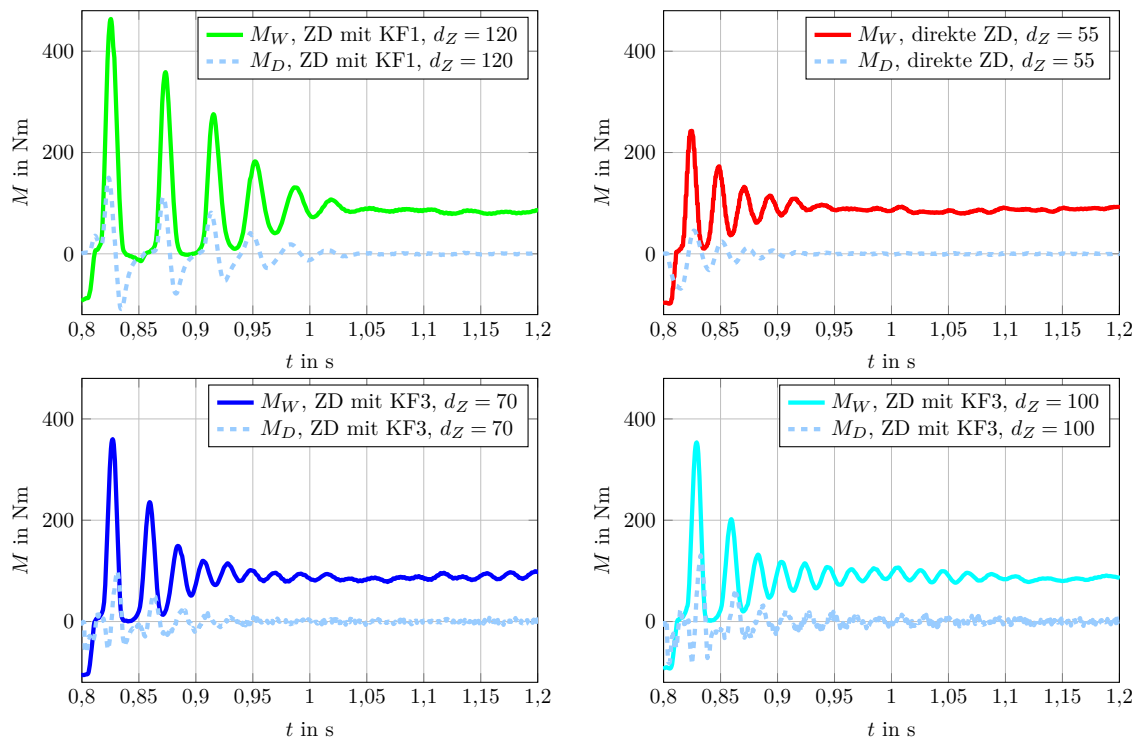 M_W, ZD mit KF1, d_Z = 120
M_D, ZD mit KF1, d_Z = 120
400
200
0
M in Nm
0,8 0,85 0,9 0,95 1 1,05 1,1 1,15 1,2
t in s
M_W, direkte ZD, d_Z = 55
M_D, direkte ZD, d_Z = 55
400
200
0
M in Nm
0,8 0,85 0,9 0,95 1 1,05 1,1 1,15 1,2
t in s
M_W, ZD mit KF3, d_Z = 70
M_D, ZD mit KF3, d_Z = 70
400
200
0
M in Nm
0,8 0,85 0,9 0,95 1 1,05 1,1 1,15 1,2
t in s
M_W, ZD mit KF3, d_Z = 100
M_D, ZD mit KF3, d_Z = 100
400
200
0
M in Nm
0,8 0,85 0,9 0,95 1 1,05 1,1 1,15 1,2
t in s